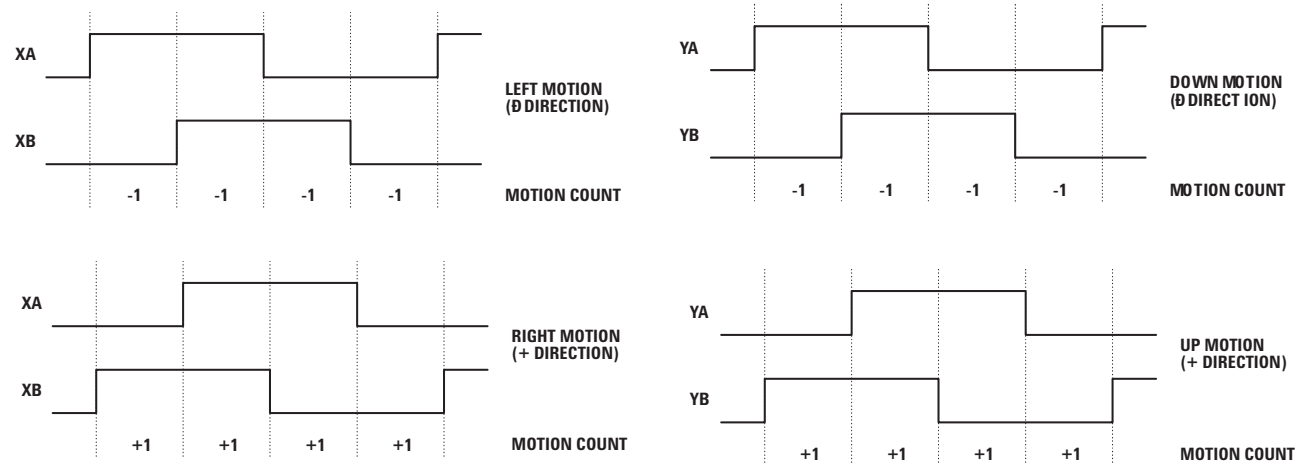 XA
LEFT MOTION
(Ð DIRECTION)
XB
-1 -1 -1 -1 MOTION COUNT
YA
DOWN MOTION
(Ð DIRECT ION)
YB
-1 -1 -1 -1 MOTION COUNT
XA
RIGHT MOTION
(+ DIRECTION)
XB
+1 +1 +1 +1 MOTION COUNT
YA
UP MOTION
(+ DIRECTION)
YB
+1 +1 +1 +1 MOTION COUNT